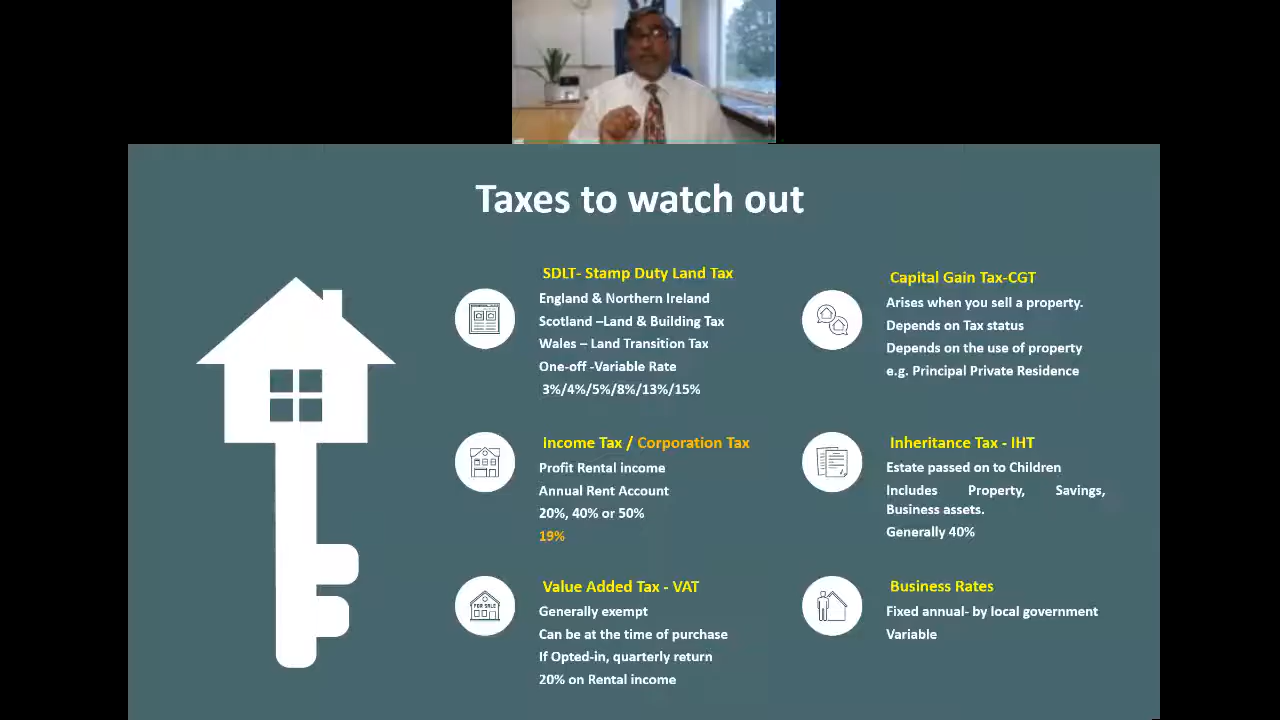 Taxes to watch out
SDLT- Stamp Duty Land Tax
England & Northern Ireland
Scotland –Land & Building Tax
Wales – Land Transition Tax
One-off -Variable Rate
3%/4%/5%/8%/13%/15%
Capital Gain Tax-CGT
Arises when you sell a property.
Depends on Tax status
Depends on the use of property
e.g. Principal Private Residence
Income Tax / Corporation Tax
Profit Rental income
Annual Rent Account
20%, 40% or 50%
19%
Inheritance Tax - IHT
Estate passed on to Children
Includes Property, Savings,
Business assets.
Generally 40%
Value Added Tax - VAT
Generally exempt
Can be at the time of purchase
If Opted-in, quarterly return
20% on Rental income
FOR SALE
Business Rates
Fixed annual- by local government
Variable